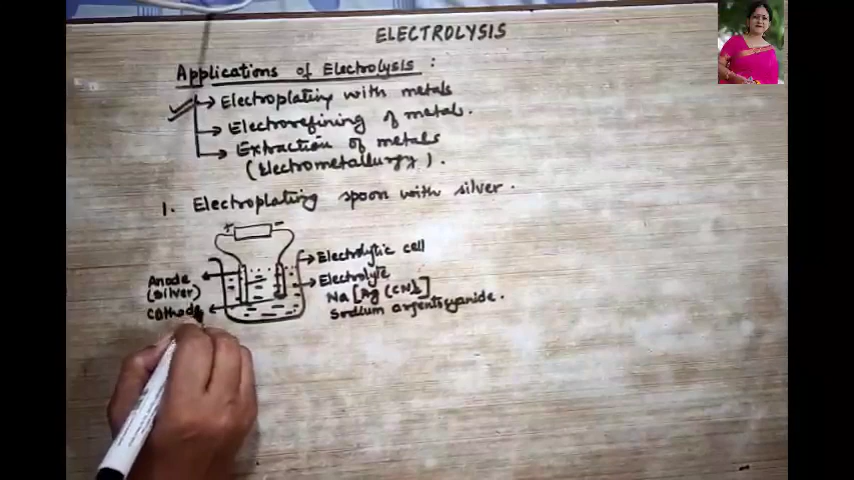 ELECTROLYSIS
Applications of Electrolysis :
→ Electroplating with metals
→ Electrorefining of metals.
→ Extraction of metals
(Electrometallurgy).
1. Electroplating spoon with silver.
+ −
Electrolytic cell
Electrolyte
Na [Ag (CN)₂]
Sodium argentocyanide.
Anode
(silver)
Cathode